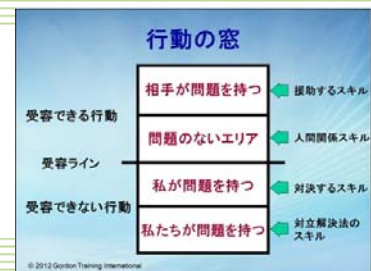 行動の窓
相手が問題を持つ
援助するスキル
受容できる行動
問題のないエリア
人間関係スキル
受容ライン
私が問題を持つ
対決するスキル
受容できない行動
私たちが問題を持つ
対立解決法の
スキル
© 2012 Gordon Training International